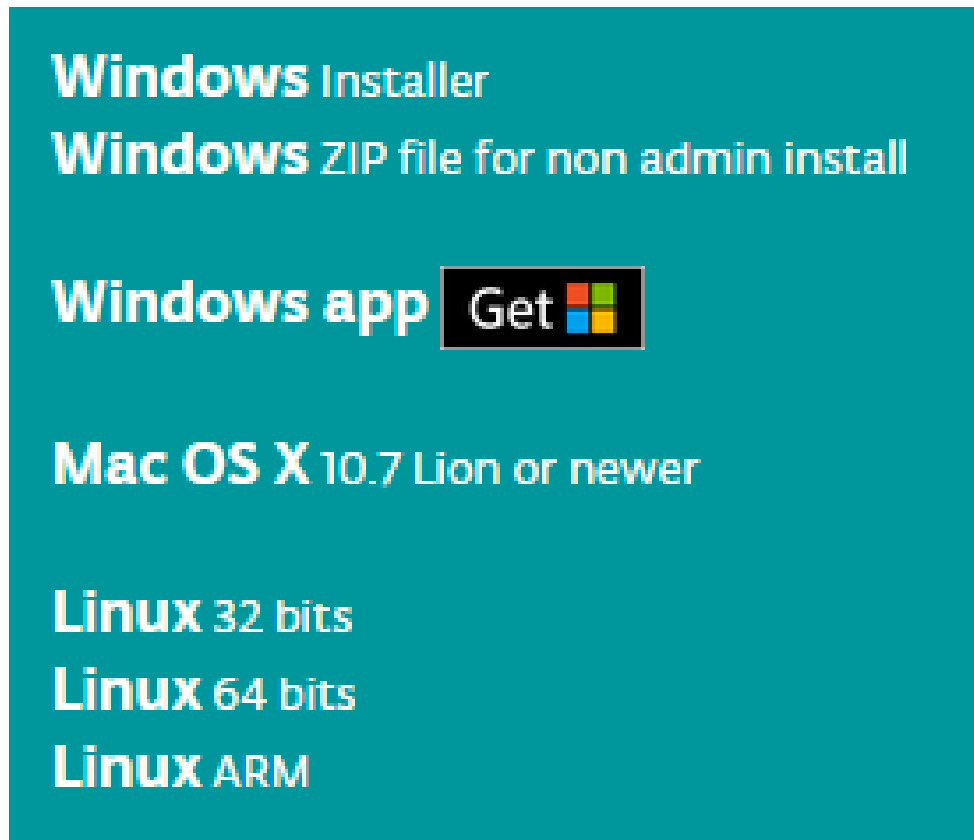 Windows Installer
Windows ZIP file for non admin install
Windows app Get
Mac OS X 10.7 Lion or newer
Linux 32 bits
Linux 64 bits
Linux ARM